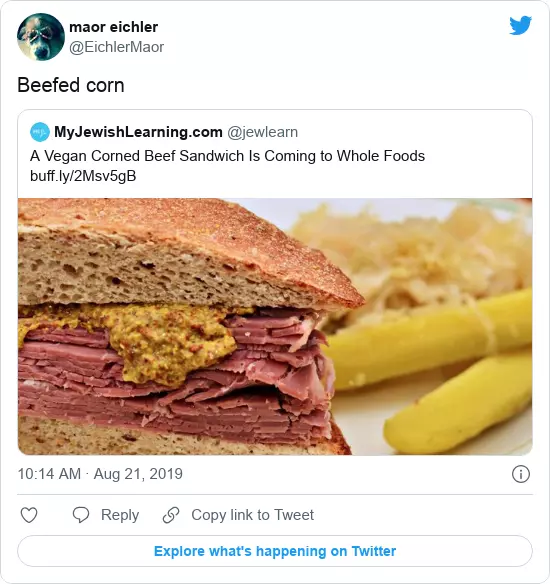 maor eichler
@EichlerMaor
Beefed corn
MyJewishLearning.com @jewlearn
A Vegan Corned Beef Sandwich Is Coming to Whole Foods
buff.ly/2Msv5gB
10:14 AM · Aug 21, 2019
Reply
Copy link to Tweet
Explore what's happening on Twitter